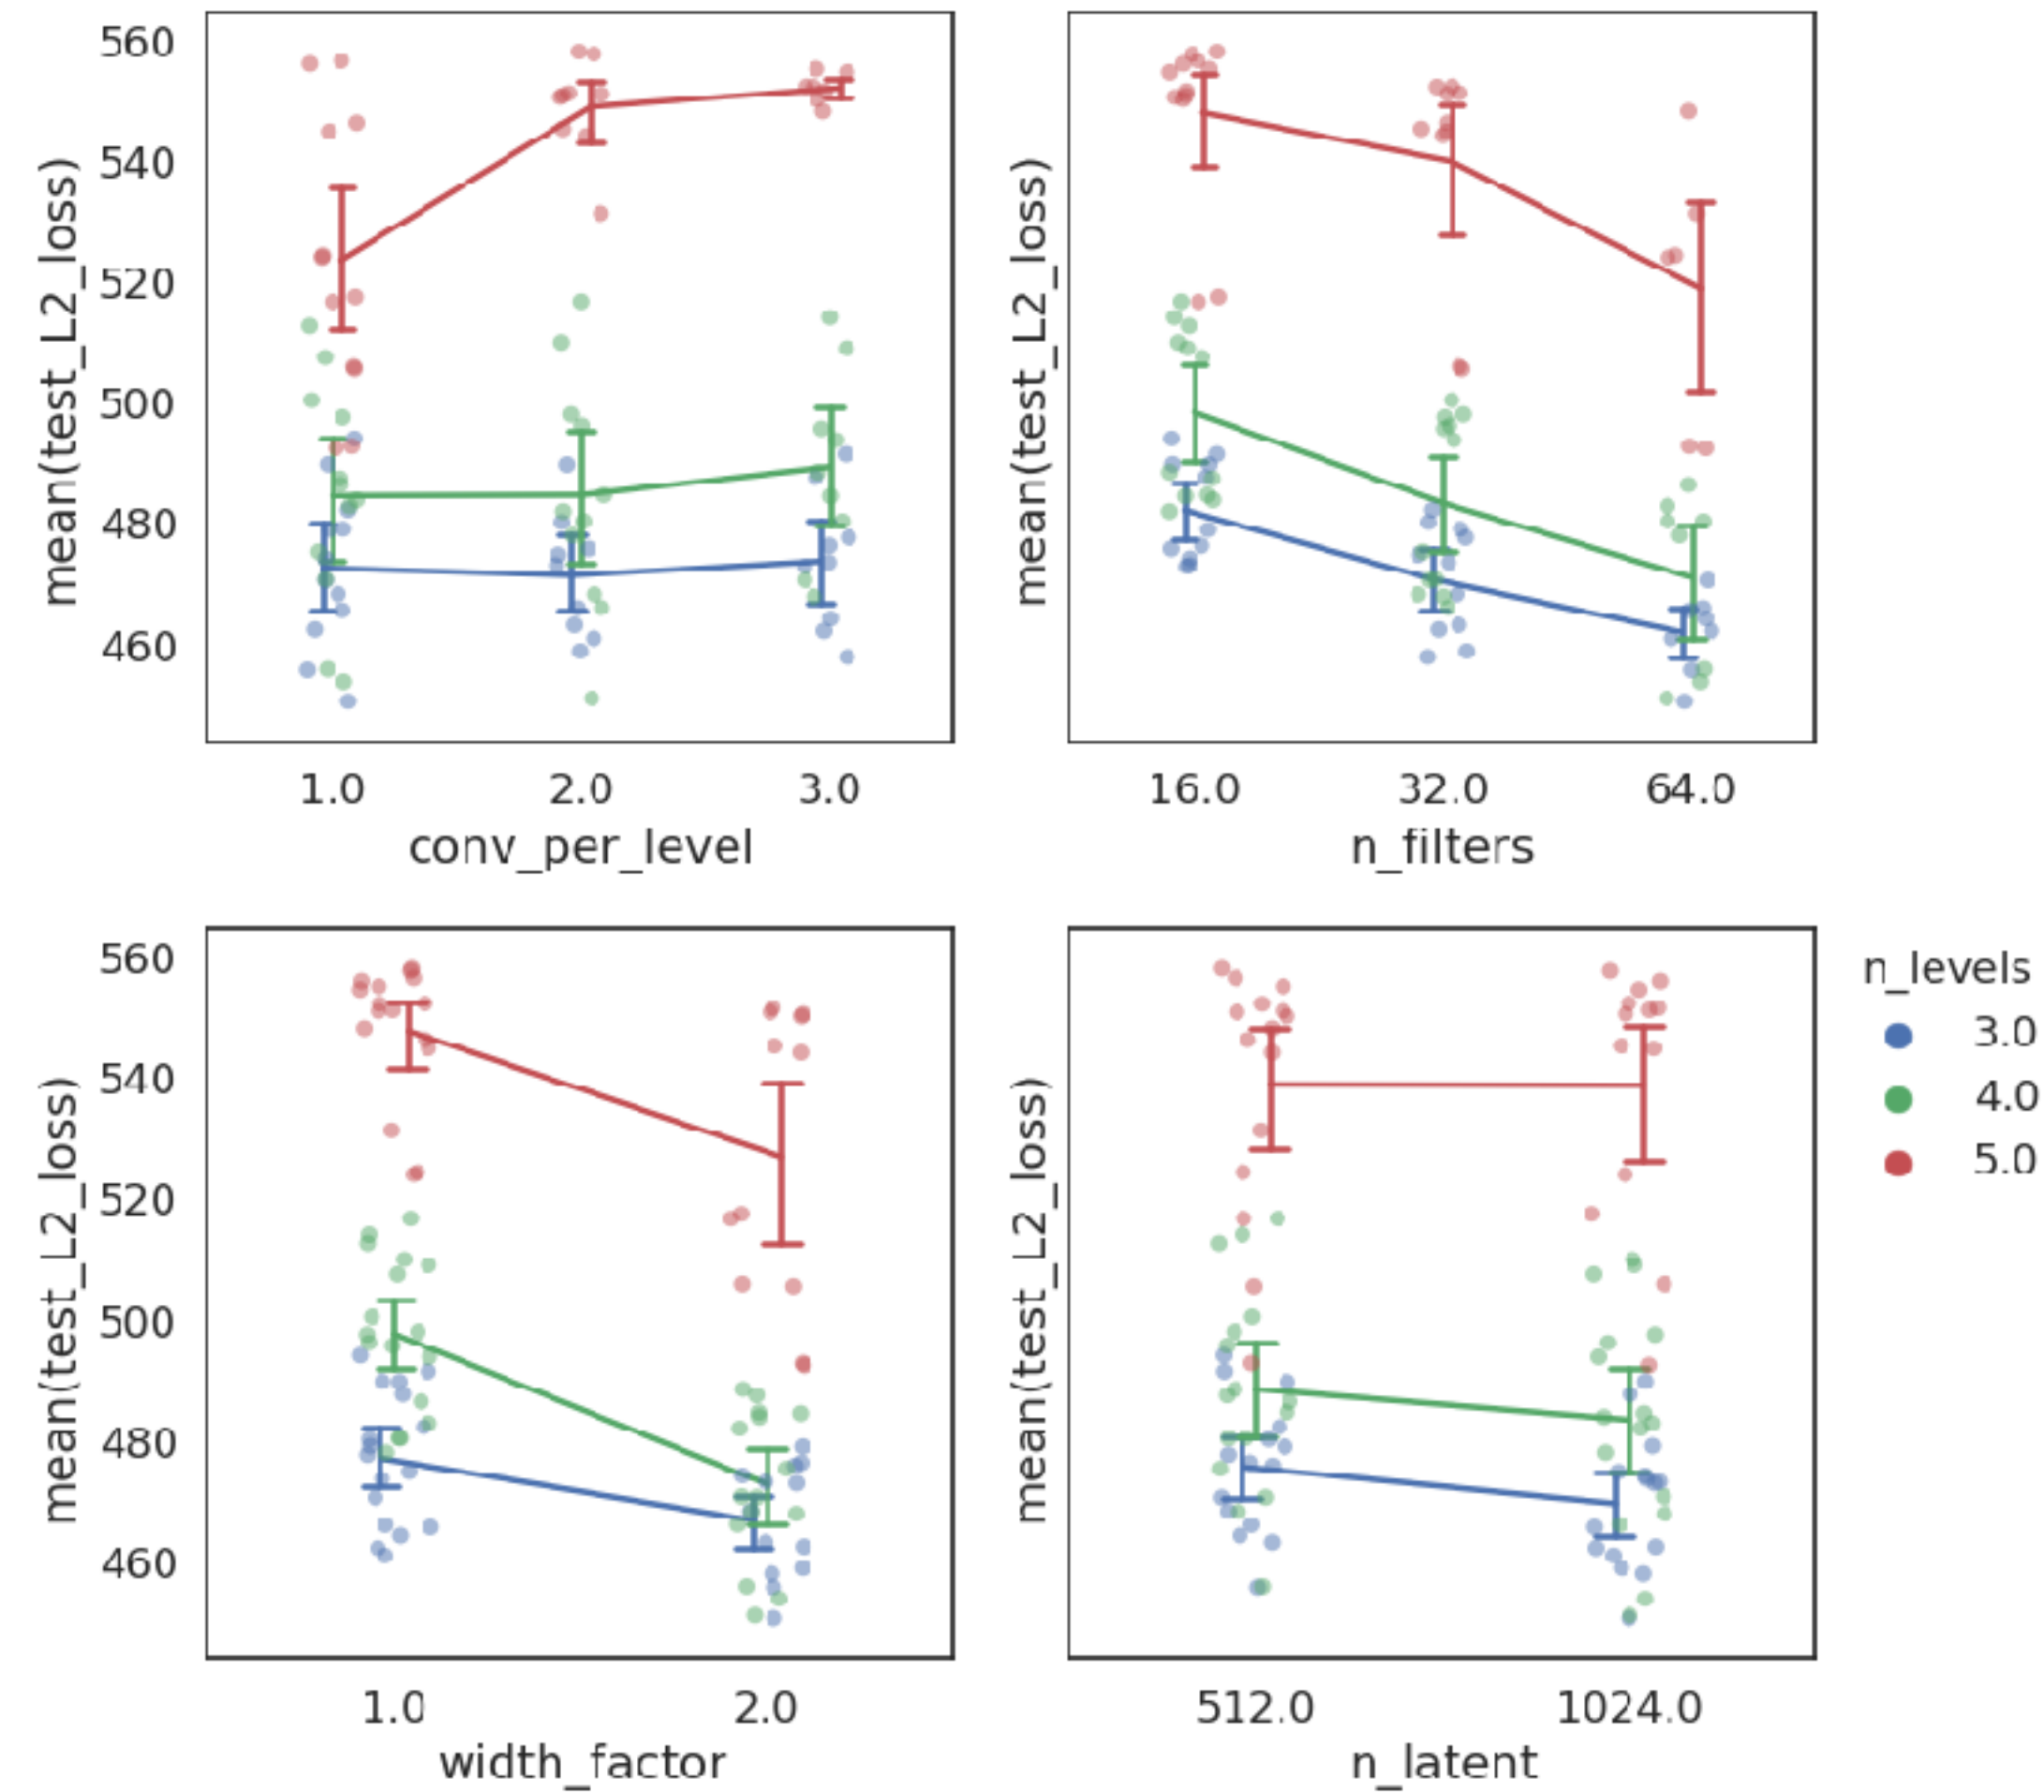 560
540
520
500
480
460
mean(test_L2_loss)
1.0 2.0 3.0
conv_per_level
mean(test_L2_loss)
16.0 32.0 64.0
n_filters
560
540
520
500
480
460
mean(test_L2_loss)
1.0 2.0
width_factor
mean(test_L2_loss)
512.0 1024.0
n_latent
n_levels
3.0
4.0
5.0